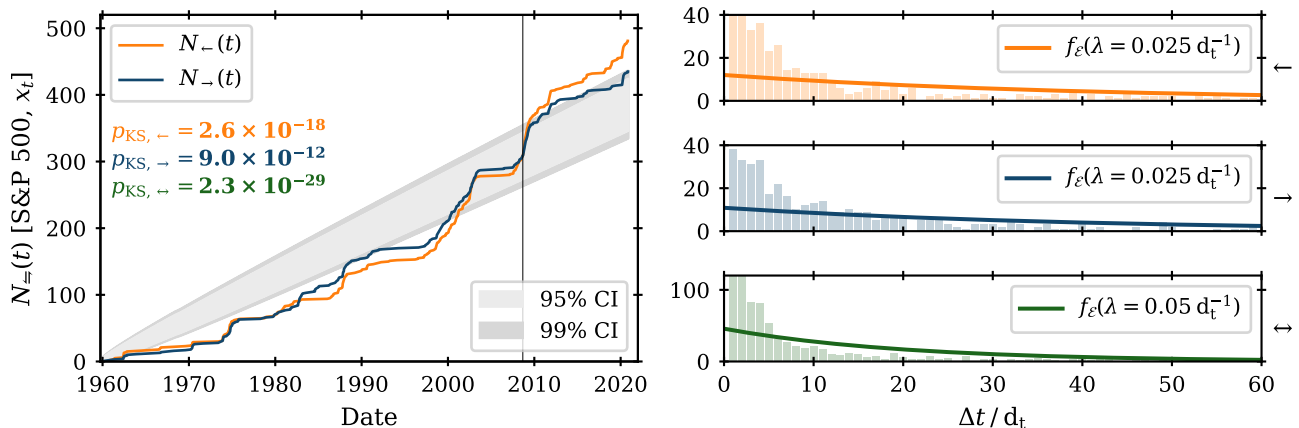 500
400
300
200
100
0
N⇋(t) [S&P 500, x_t]
N←(t)
N→(t)
p_KS,← = 2.6 × 10^−18
p_KS,→ = 9.0 × 10^−12
p_KS,↔ = 2.3 × 10^−29
95% CI
99% CI
1960 1970 1980 1990 2000 2010 2020
Date
40
20
0
f_ℰ(λ = 0.025 d_t^−1)
←
40
20
0
f_ℰ(λ = 0.025 d_t^−1)
→
100
0
f_ℰ(λ = 0.05 d_t^−1)
↔
0 10 20 30 40 50 60
Δt / d_t